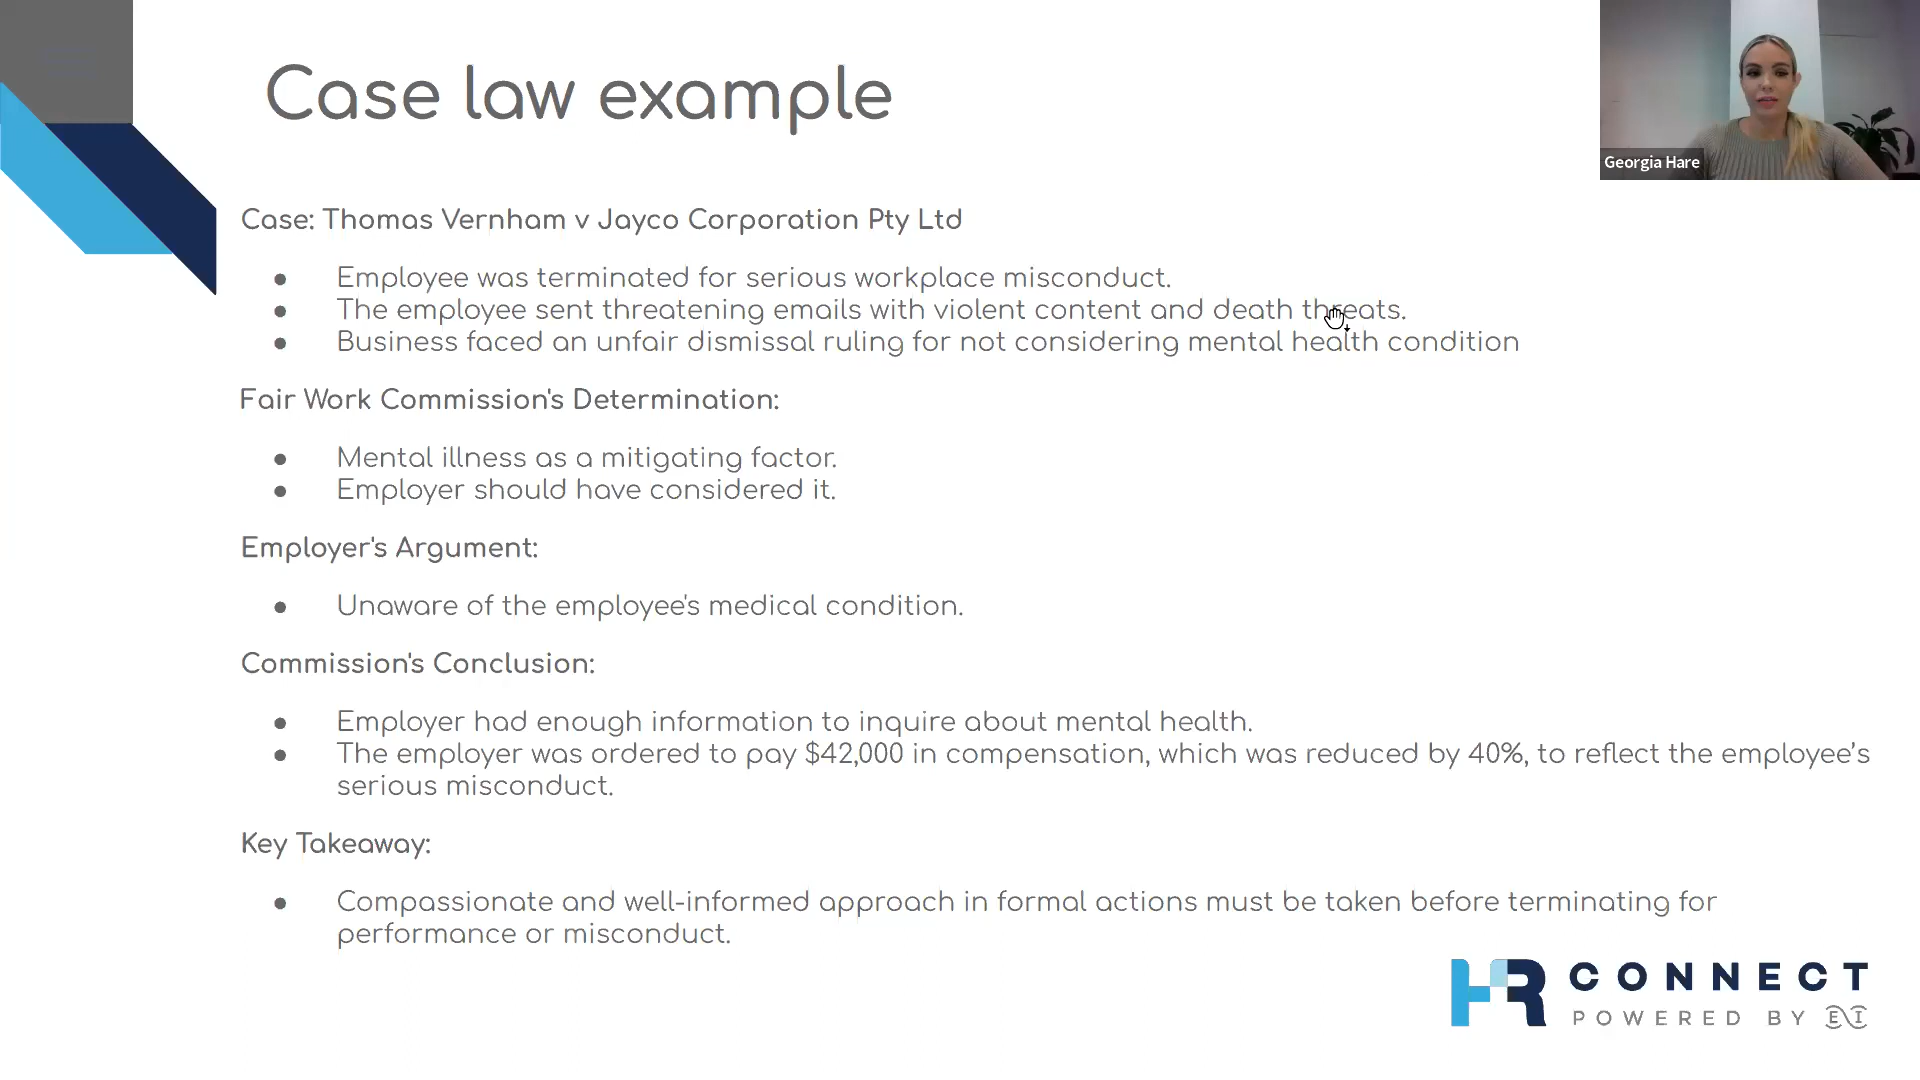 Case law example
Georgia Hare
Case: Thomas Vernham v Jayco Corporation Pty Ltd
● Employee was terminated for serious workplace misconduct.
● The employee sent threatening emails with violent content and death threats.
● Business faced an unfair dismissal ruling for not considering mental health condition
Fair Work Commission's Determination:
● Mental illness as a mitigating factor.
● Employer should have considered it.
Employer's Argument:
● Unaware of the employee's medical condition.
Commission's Conclusion:
● Employer had enough information to inquire about mental health.
● The employer was ordered to pay $42,000 in compensation, which was reduced by 40%, to reflect the employee’s
serious misconduct.
Key Takeaway:
● Compassionate and well-informed approach in formal actions must be taken before terminating for
performance or misconduct.
HR CONNECT
POWERED BY EI